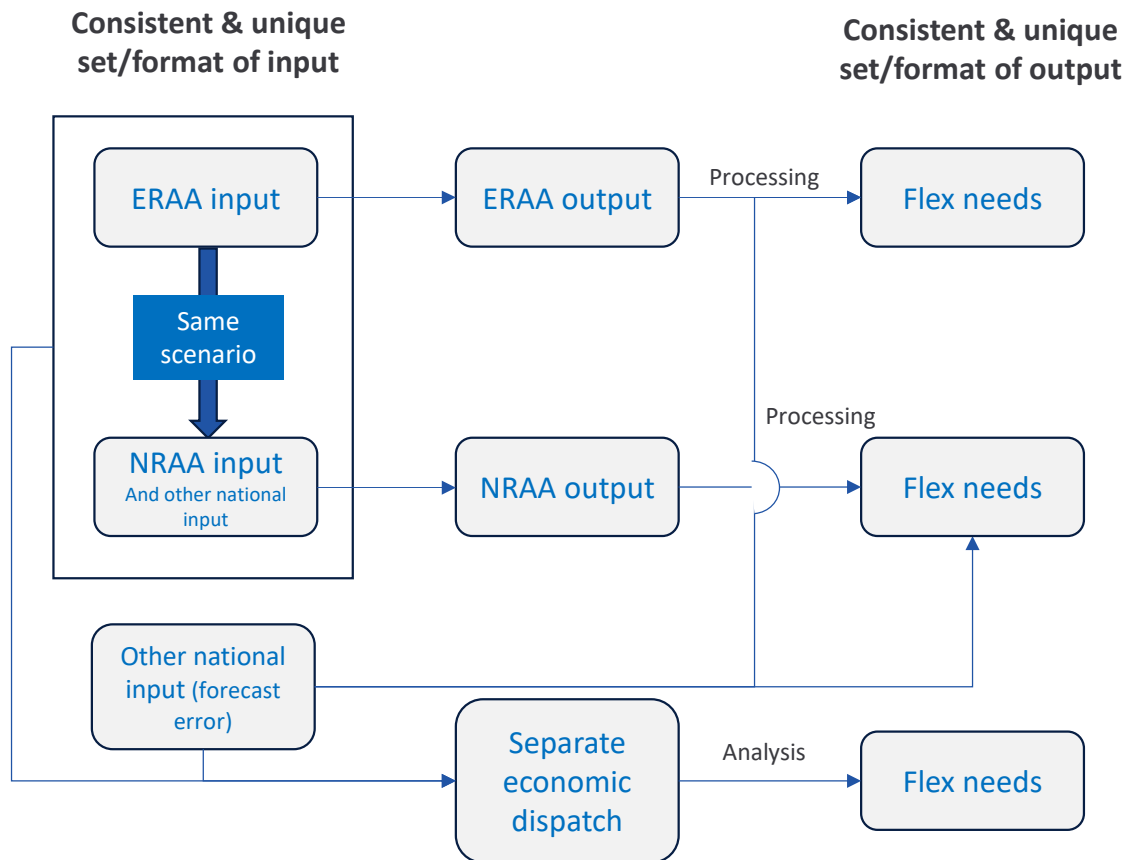 Consistent & unique
set/format of input
Consistent & unique
set/format of output
ERAA input
ERAA output
Processing
Flex needs
Same
scenario
NRAA input
And other national
input
NRAA output
Processing
Flex needs
Other national
input (forecast
error)
Separate
economic
dispatch
Analysis
Flex needs